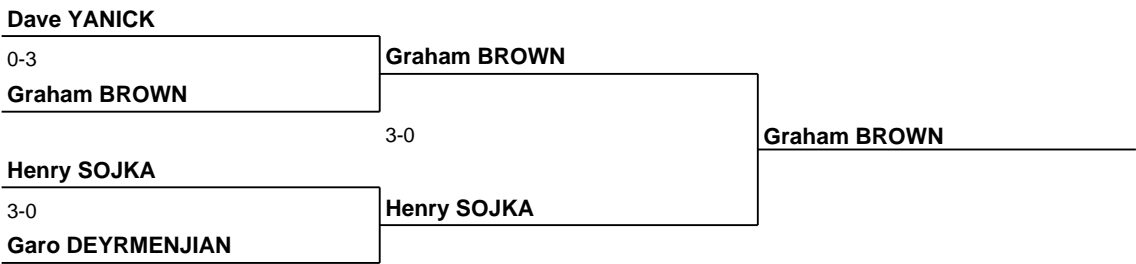 Dave YANICK
0-3
Graham BROWN
Graham BROWN
3-0
Graham BROWN
Henry SOJKA
3-0
Henry SOJKA
Garo DEYRMENJIAN